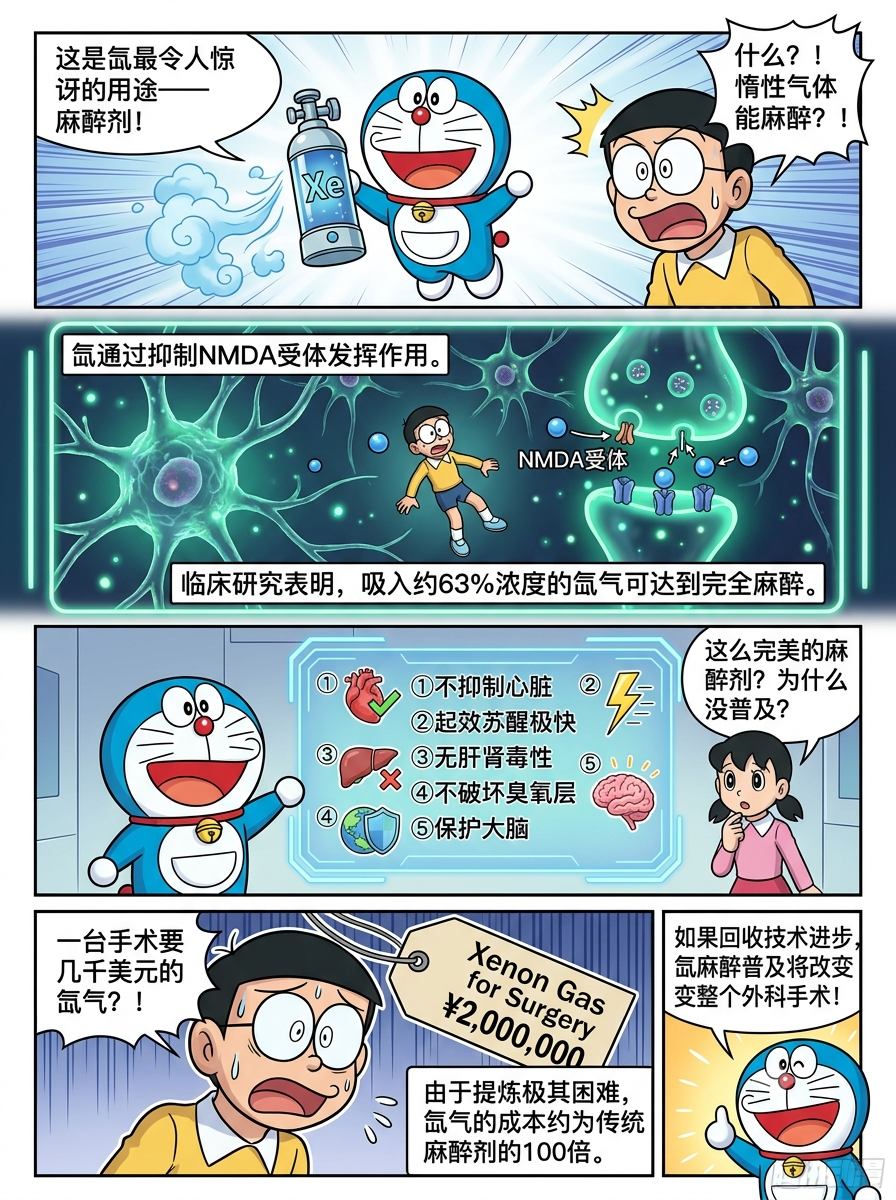 这是氙最令人惊
讶的用途——
麻醉剂！
Xe
什么？！
惰性气体
能麻醉？！
氙通过抑制NMDA受体发挥作用。
NMDA受体
临床研究表明，吸入约63%浓度的氙气可达到完全麻醉。
①
②
③
④
⑤
①不抑制心脏
②起效苏醒极快
③无肝肾毒性
④不破坏臭氧层
⑤保护大脑
这么完美的麻
醉剂？为什么
没普及？
一台手术要
几千美元的
氙气？！
Xenon Gas
for Surgery
¥2,000,000
由于提炼极其困难，
氙气的成本约为传统
麻醉剂的100倍。
如果回收技术进步，
氙麻醉普及将改变
变整个外科手术！